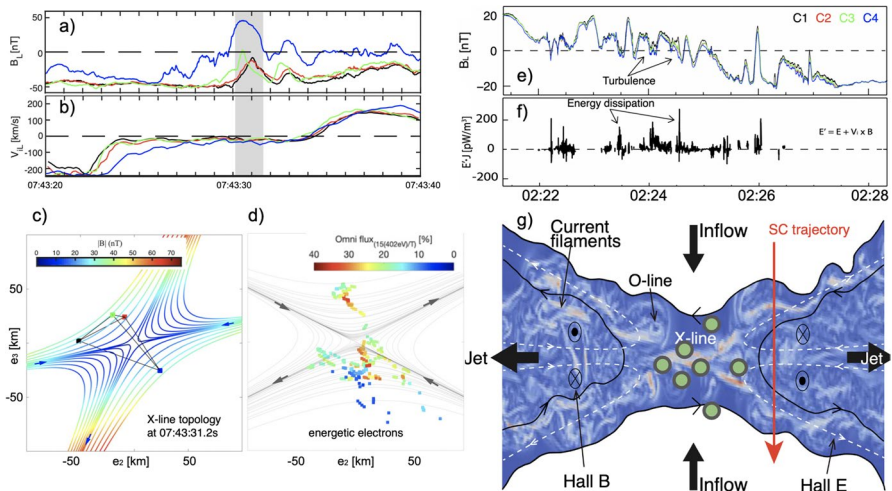 a)
50
0
-50
B_L [nT]
b)
200
100
0
-100
-200
V_iL [km/s]
07:43:20
07:43:30
07:43:40
c)
|B| (nT)
0 10 20 30 40 50 60 70
50
0
-50
e₃ [km]
X-line topology
at 07:43:31.2s
-50
0
50
e₂ [km]
d)
Omni flux(15(402eV)/T) [%]
40
30
20
10
0
energetic electrons
-50
0
50
e₂ [km]
20
0
-20
B_L [nT]
C1 C2 C3 C4
Turbulence
e)
f)
Energy dissipation
E' = E + Vᵢ x B
200
0
-200
E'·J [pW/m³]
02:22
02:24
02:26
02:28
g)
Current
filaments
Inflow
SC trajectory
O-line
X-line
Jet
Jet
Hall B
Inflow
Hall E